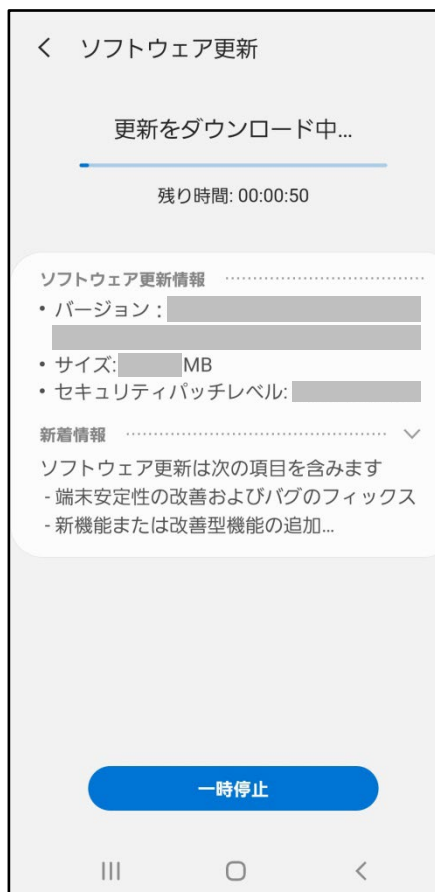 ソフトウェア更新
更新をダウンロード中...
残り時間: 00:00:50
ソフトウェア更新情報
• バージョン :
• サイズ: MB
• セキュリティパッチレベル:
新着情報
ソフトウェア更新は次の項目を含みます
- 端末安定性の改善およびバグのフィックス
- 新機能または改善型機能の追加...
一時停止